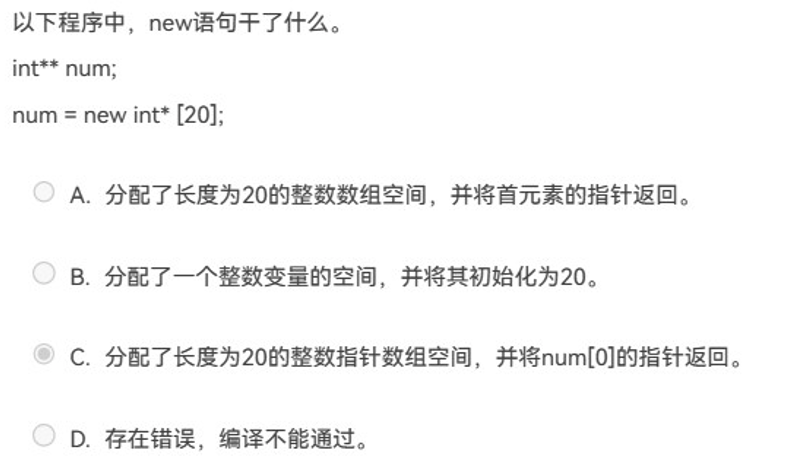 以下程序中，new语句干了什么。
int** num;
num = new int* [20];
A. 分配了长度为20的整数数组空间，并将首元素的指针返回。
B. 分配了一个整数变量的空间，并将其初始化为20。
C. 分配了长度为20的整数指针数组空间，并将num[0]的指针返回。
D. 存在错误，编译不能通过。